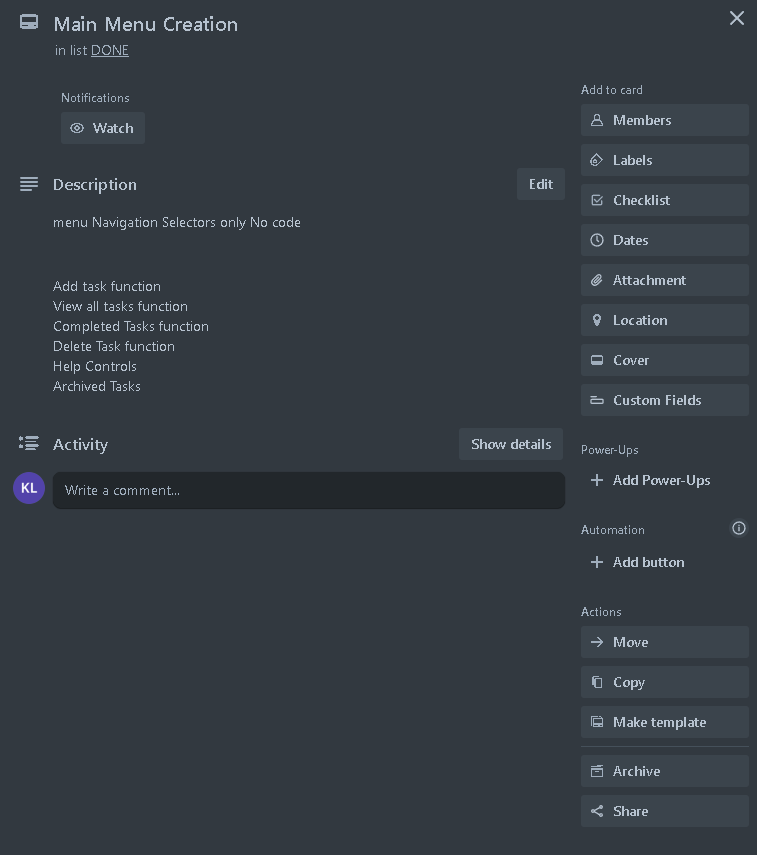 Main Menu Creation
in list DONE
Notifications
Watch
Description
Edit
menu Navigation Selectors only No code
Add task function
View all tasks function
Completed Tasks function
Delete Task function
Help Controls
Archived Tasks
Activity
Show details
KL
Write a comment...
Add to card
Members
Labels
Checklist
Dates
Attachment
Location
Cover
Custom Fields
Power-Ups
Add Power-Ups
Automation
Add button
Actions
Move
Copy
Make template
Archive
Share